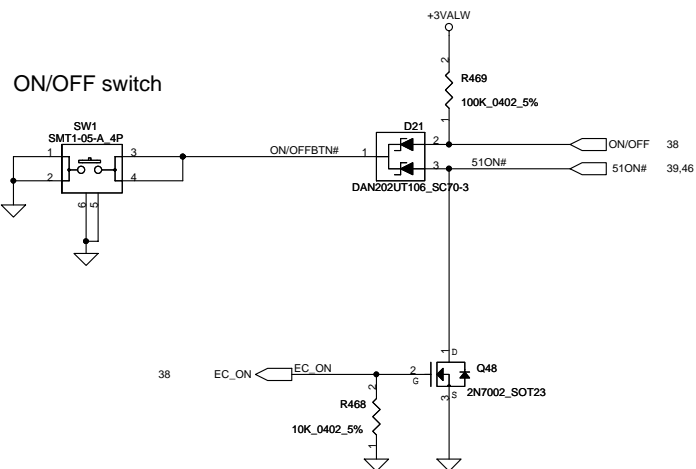 +3VALW
ON/OFF switch
2
R469
100K_0402_5%
1
SW1
SMT1-05-A_4P
D21
1
3
ON/OFFBTN#
1
2
ON/OFF
38
2
4
3
51ON#
51ON#
39,46
DAN202UT106_SC70-3
6
5
1
D
38
EC_ON
EC_ON
2
G
Q48
2
3
S
2N7002_SOT23
R468
10K_0402_5%
1